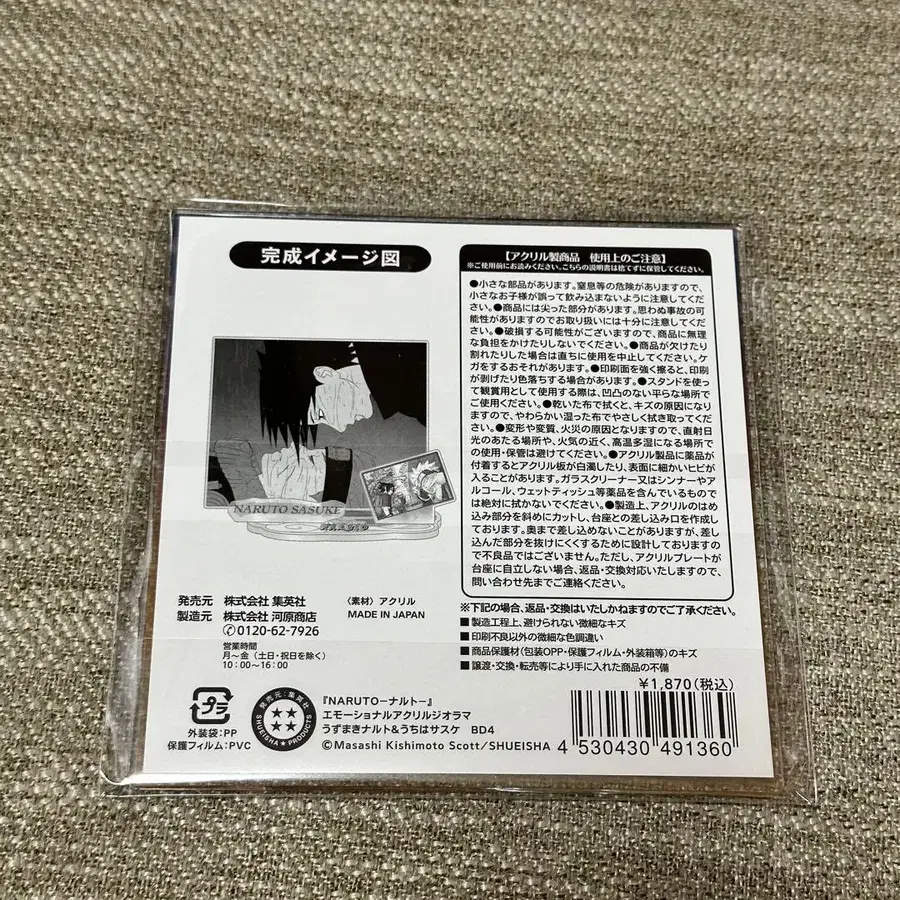 完成イメージ図
NARUTO SASUKE
発売元 株式会社 集英社
製造元 株式会社 河原商店
✆0120-62-7926
営業時間
月～金(土日・祝日を除く)
10:00～16:00
〈素材〉アクリル
MADE IN JAPAN
【アクリル製商品 使用上のご注意】
※ご使用前にお読みください。こちらの説明書は捨てずに保管してください。
●小さな部品があります。窒息等の危険がありますので、
小さなお子様が誤って飲み込まないように注意してくだ
さい。●商品には尖った部分があります。思わぬ事故の可
能性がありますのでお取り扱いには十分に注意してくだ
さい。●破損する可能性がございますので、商品に無理
な負担をかけたりしないでください。●商品が欠けたり
割れたりした場合は直ちに使用を中止してください。ケ
ガをするおそれがあります。●印刷面を強く擦ると、印刷
が剥げたり色落ちする場合があります。●スタンドを使っ
て観賞用として使用する際は、凹凸のない平らな場所で
ご使用ください。●乾いた布で拭くと、キズの原因になり
ますので、やわらかい湿った布でやさしく拭き取ってくだ
さい。●変形や変質、火災の原因となりますので、直射日
光のあたる場所や、火気の近く、高温多湿になる場所で
の使用・保管は避けてください。●アクリル製品に薬品が
付着するとアクリル板が白濁したり、表面に細かいヒビが
入ることがあります。ガラスクリーナー又はシンナーやア
ルコール、ウェットティッシュ等薬品を含んでいるもので
は絶対に拭かないでください。●製造上、アクリルのはめ
込み部分を斜めにカットし、台座との差し込み口を作成し
ております。奥まで差し込めないことがありますが、差し
込んだ部分を抜けにくくするために設計しておりますの
で不良品ではございません。ただし、アクリルプレートが
台座に自立しない場合、返品・交換対応いたしますので、
問い合わせ先までご連絡ください。
※下記の場合、返品・交換はいたしかねますのでご了承ください。
■製造工程上、避けられない微細なキズ
■印刷不良以外の微細な色調違い
■商品保護材(包装OPP・保護フィルム・外装箱等)のキズ
■譲渡・交換・転売等により手に入れた商品の不備
¥1,870(税込)
プラ
外装袋:PP
保護フィルム:PVC
発売元:集英社
SHUEISHA★PRODUCTS
『NARUTOーナルトー』
エモーショナルアクリルジオラマ
うずまきナルト&うちはサスケ BD4
©Masashi Kishimoto Scott/SHUEISHA
4 530430 491360